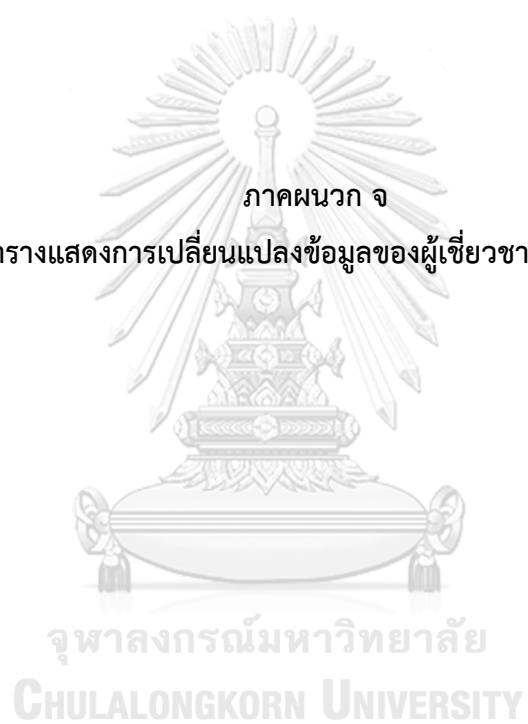 ภาคผนวก จ
ารางแสดงการเปลี่ยนแปลงข้อมูลของผู้เชี่ยวชา
จุฬาลงกรณ์มหาวิทยาลัย
CHULALONGKORN UNIVERSITY